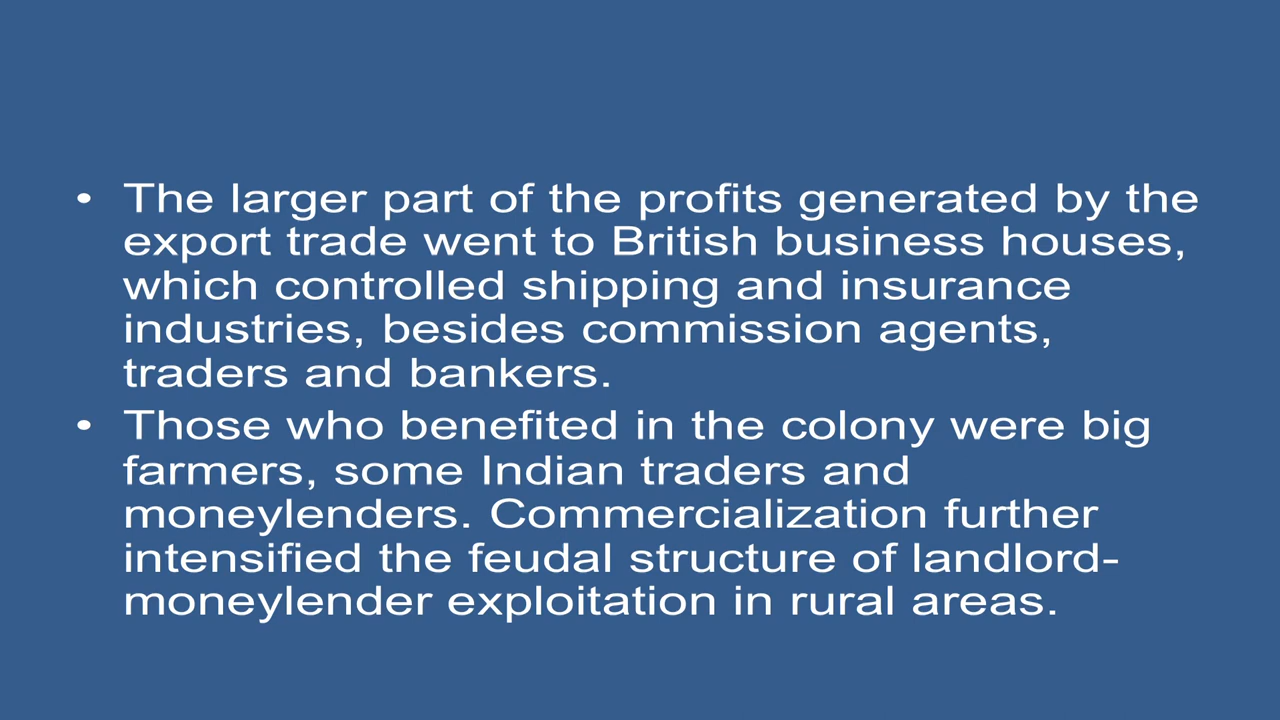 • The larger part of the profits generated by the
export trade went to British business houses,
which controlled shipping and insurance
industries, besides commission agents,
traders and bankers.
• Those who benefited in the colony were big
farmers, some Indian traders and
moneylenders. Commercialization further
intensified the feudal structure of landlord-
moneylender exploitation in rural areas.